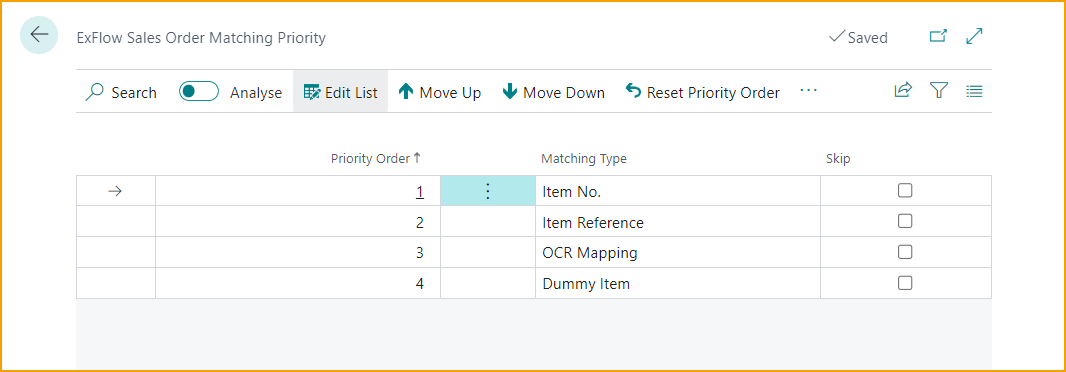 ExFlow Sales Order Matching Priority
Saved
Search Analyse Edit List Move Up Move Down Reset Priority Order ...
Priority Order Matching Type Skip
1 Item No.
2 Item Reference
3 OCR Mapping
4 Dummy Item